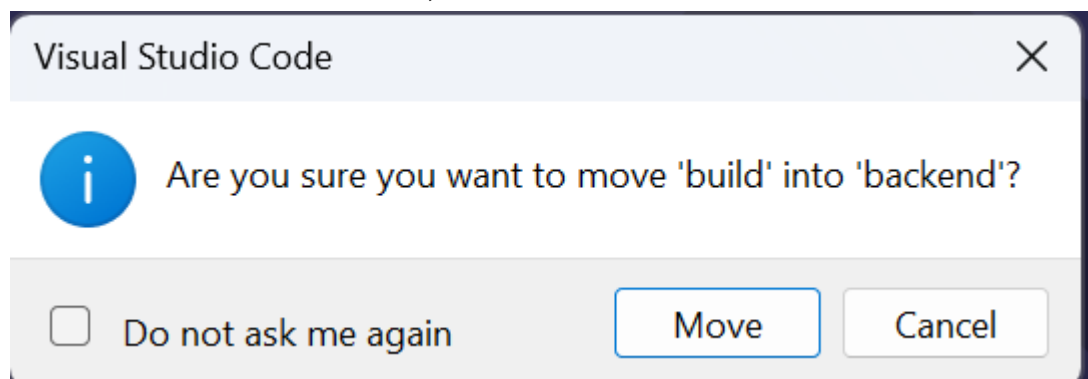 Visual Studio Code
Are you sure you want to move 'build' into 'backend'?
Do not ask me again
Move
Cancel